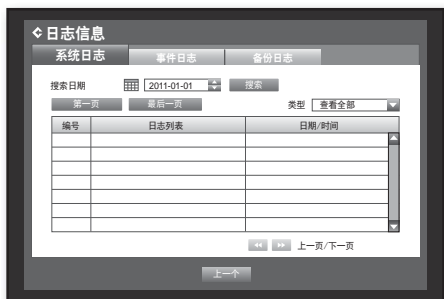 日志信息
系统日志 事件日志 备份日志
搜索日期 2011-01-01 搜索
第一页 最后一页 类型 查看全部
编号 日志列表 日期/时间
上一页/下一页
上一个